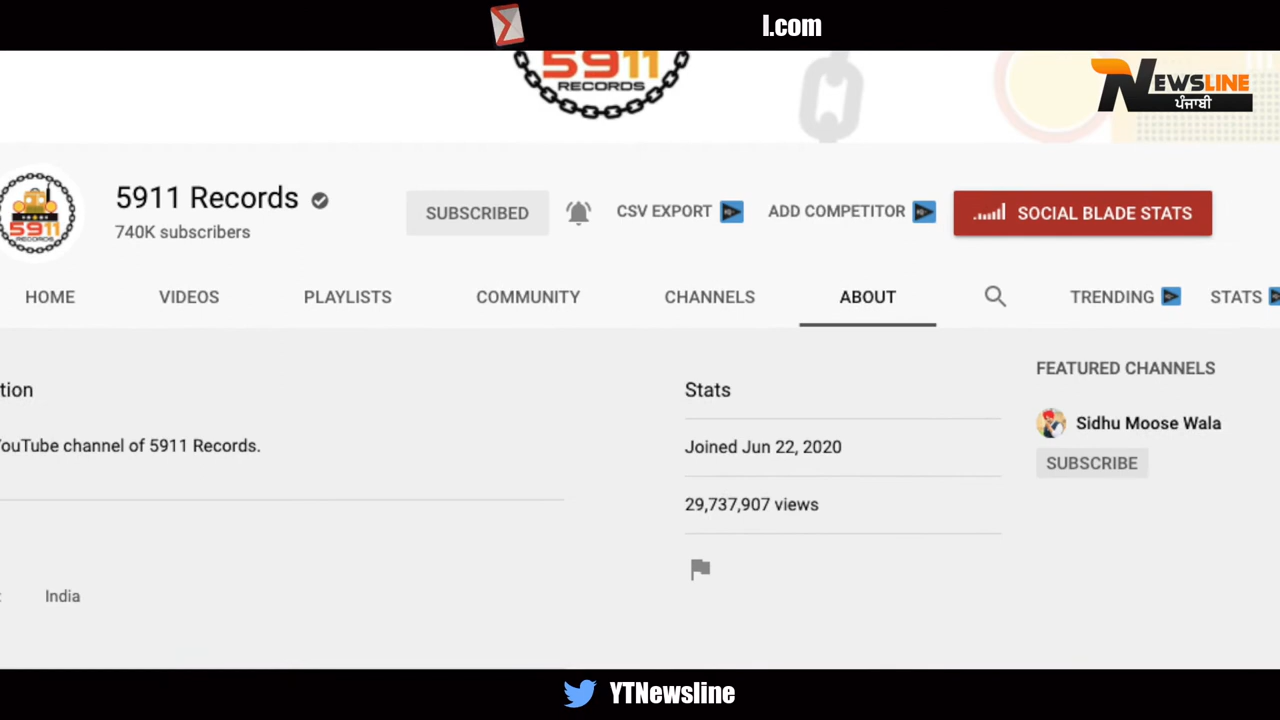 l.com
5911
RECORDS
NEWSLINE
ਪੰਜਾਬੀ
5911 Records
740K subscribers
SUBSCRIBED
CSV EXPORT
ADD COMPETITOR
SOCIAL BLADE STATS
5911
HOME
VIDEOS
PLAYLISTS
COMMUNITY
CHANNELS
ABOUT
TRENDING
STATS
tion
Stats
FEATURED CHANNELS
Sidhu Moose Wala
SUBSCRIBE
YouTube channel of 5911 Records.
Joined Jun 22, 2020
29,737,907 views
: India
YTNewsline